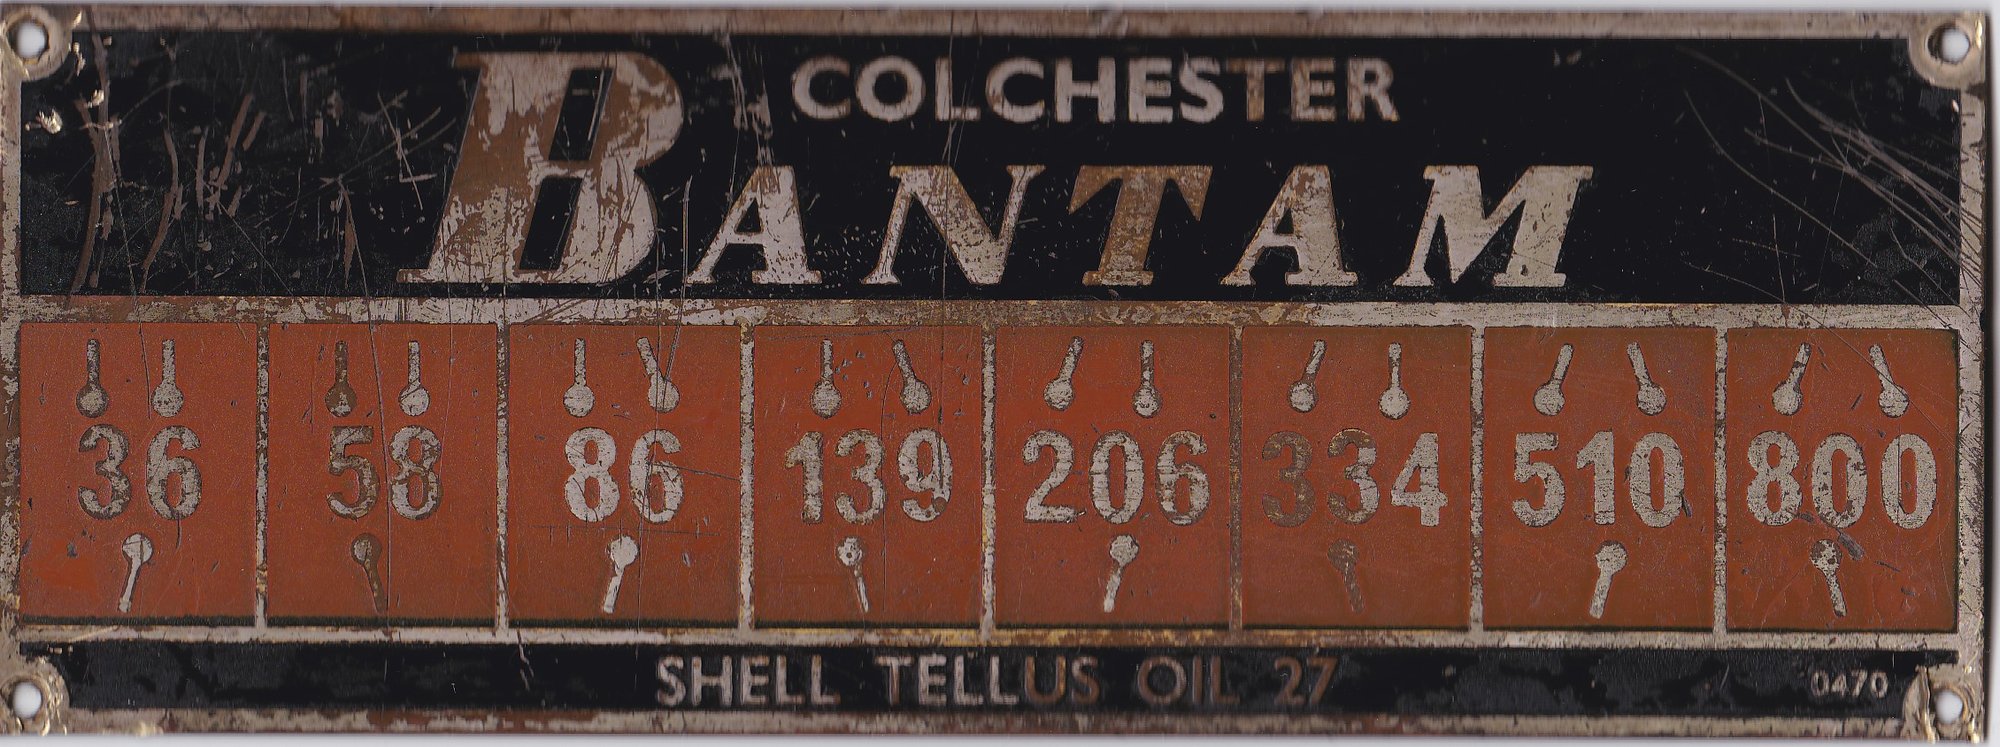 COLCHESTER
BANTAM
36 58 86 139 206 334 510 800
SHELL TELLUS OIL 27
0470